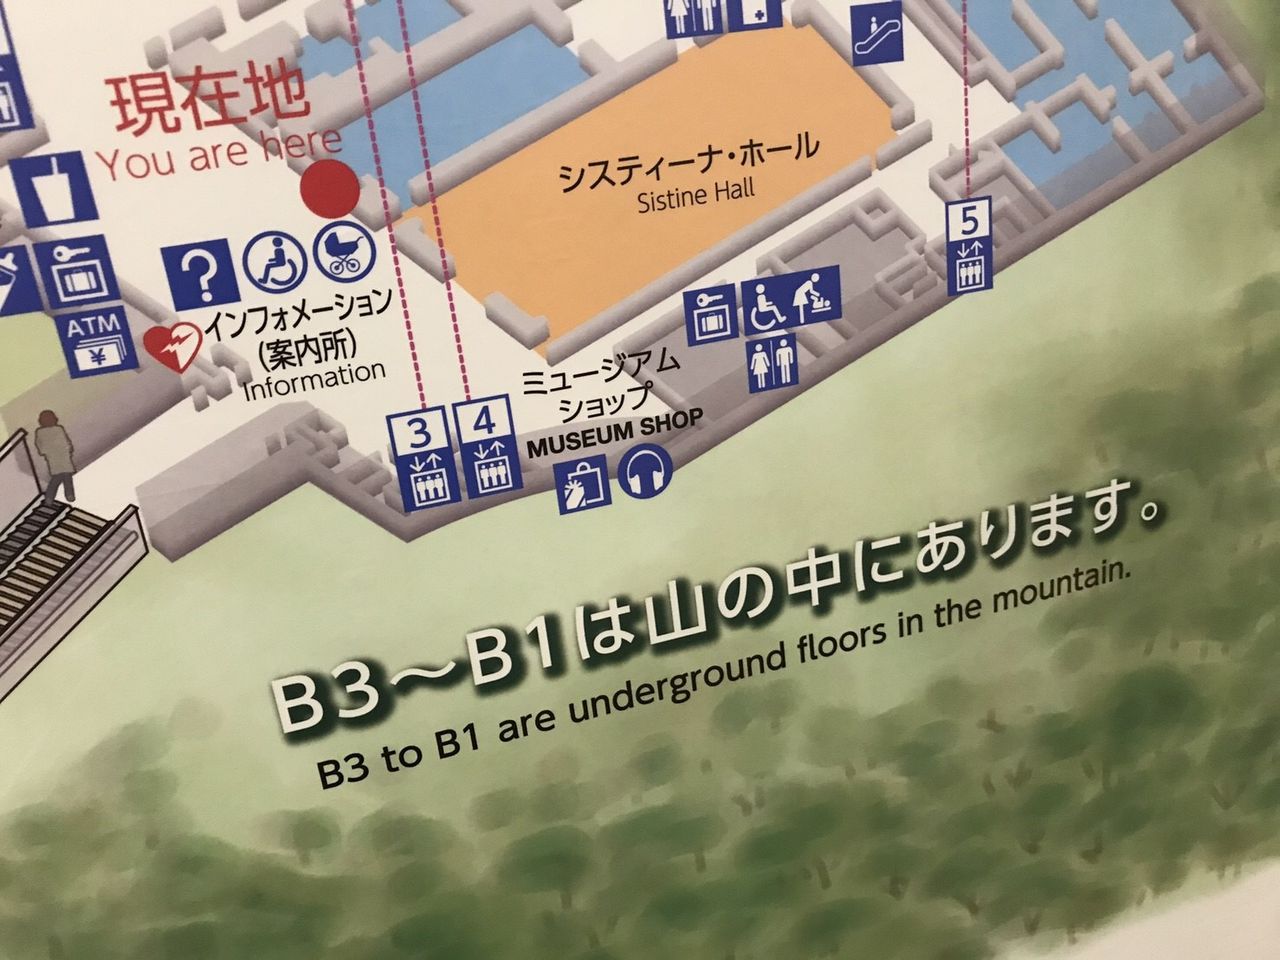 現在地
You are here
システィーナ・ホール
Sistine Hall
5
?
ATM
¥
インフォメーション
(案内所)
Information
3
4
ミュージアム
ショップ
MUSEUM SHOP
B3〜B1は山の中にあります。
B3 to B1 are underground floors in the mountain.